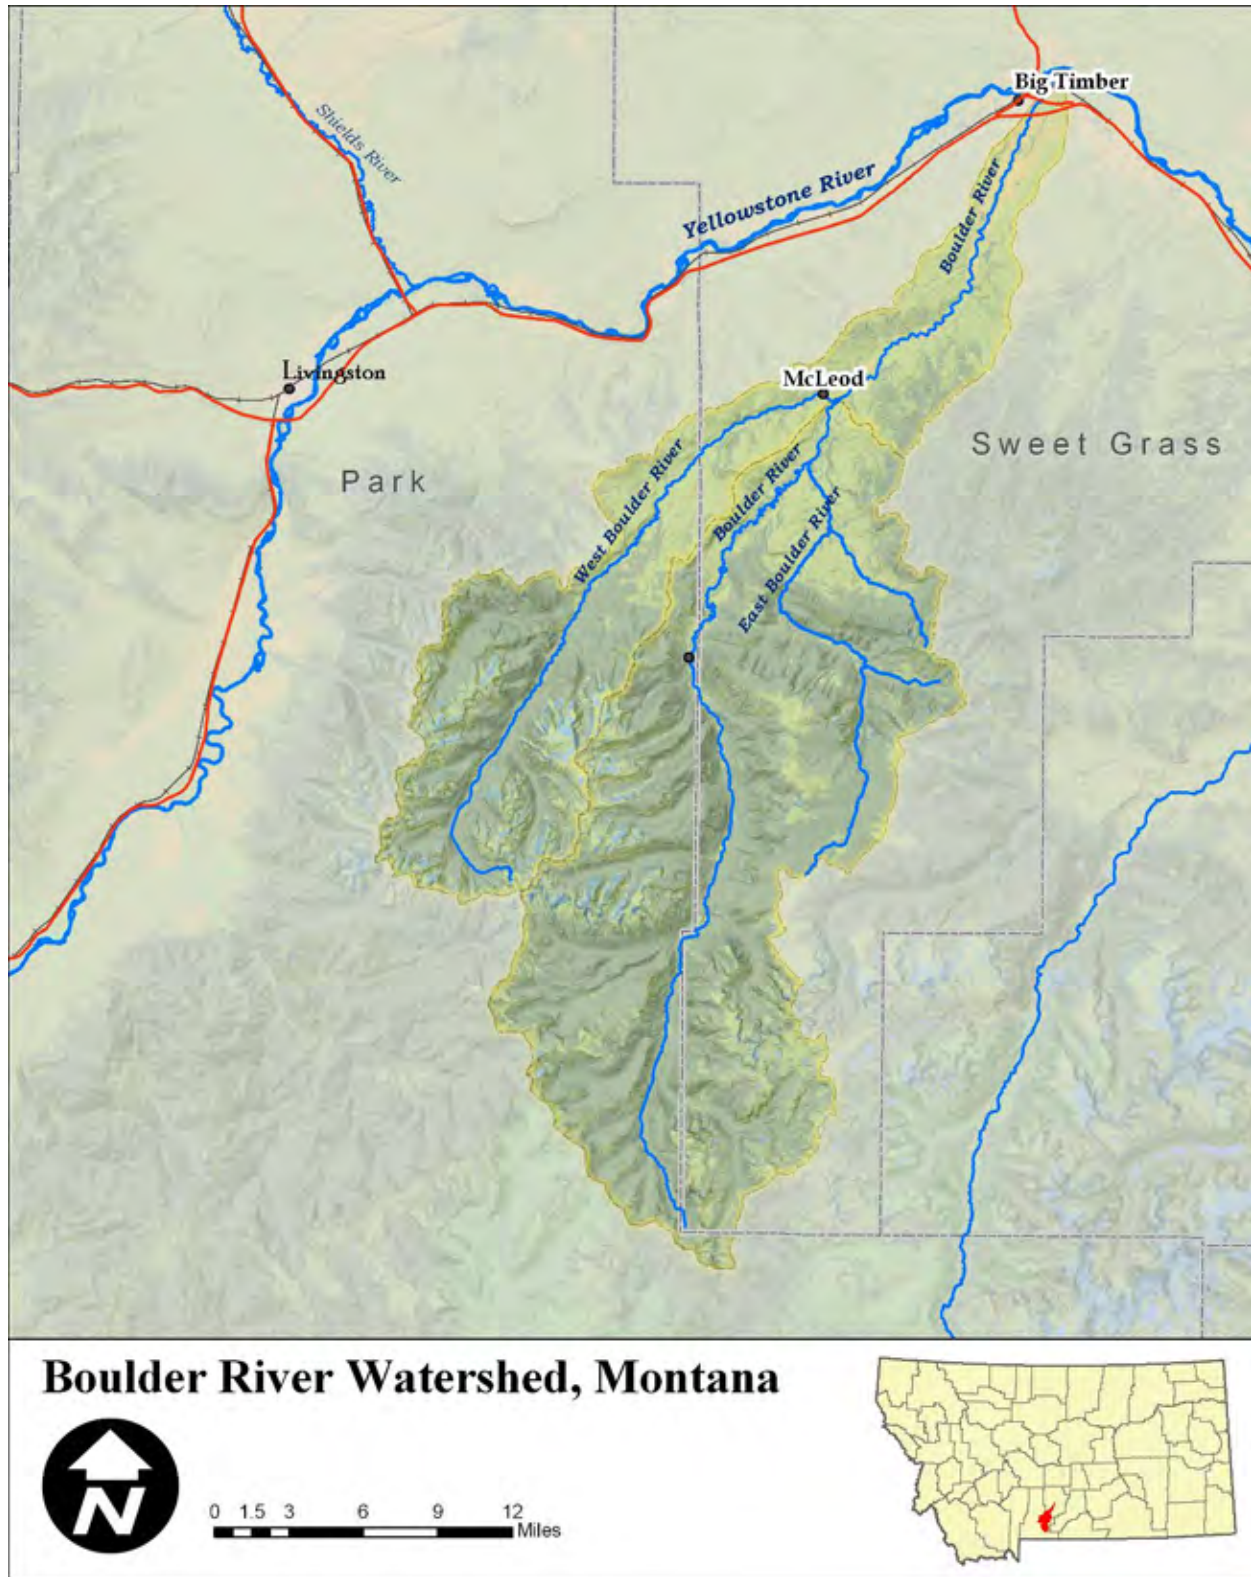 Big Timber
Shields River
Yellowstone River
Boulder River
Livingston
McLeod
Sweet Grass
Park
West Boulder River
Boulder River
East Boulder River
Boulder River Watershed, Montana
N
0 1.5 3 6 9 12
Miles